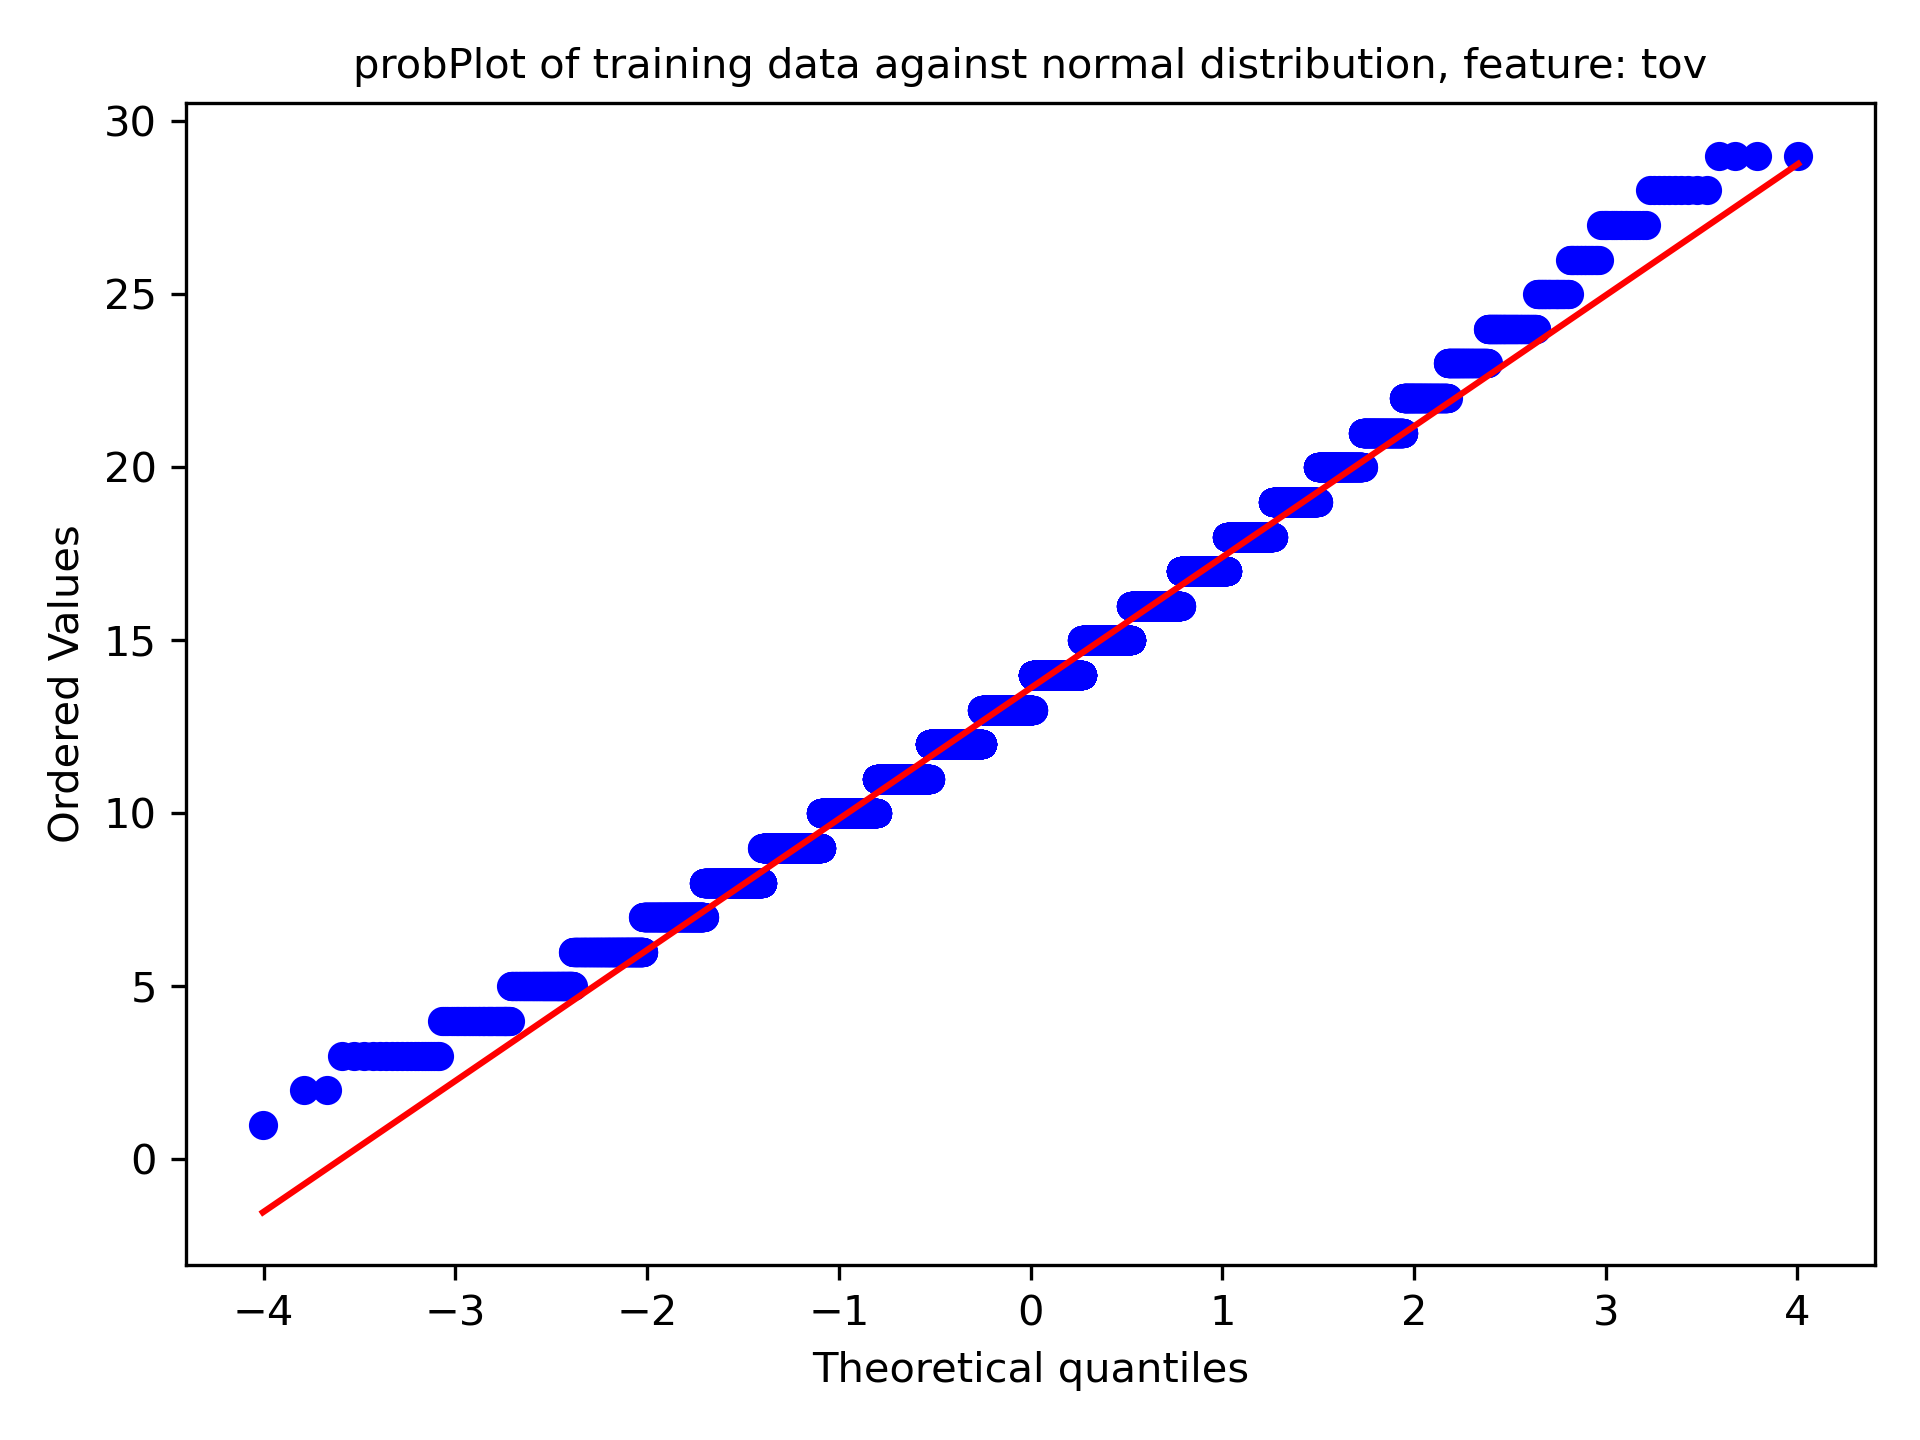 probPlot of training data against normal distribution, feature: tov
30
25
20
15
10
5
0
Ordered Values
−4 −3 −2 −1 0 1 2 3 4
Theoretical quantiles